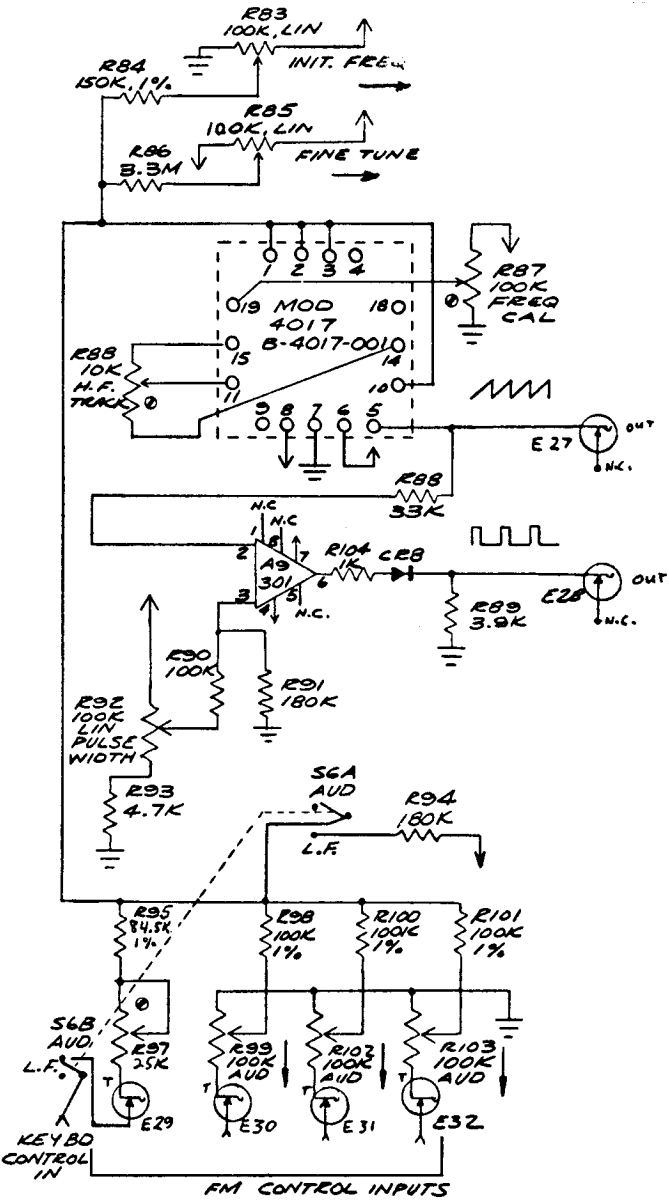 R83
100K, LIN
INIT. FREQ
R84
150K, 1%
R85
100K, LIN
FINE TUNE
R86
3.3M
1 2 3 4
19 MOD 18
4017
B-4017-001
15 14
11 10
9 8 7 6 5
R87
100K
FREQ
CAL
R88
10K
H.F.
TRACK
E27
OUT
N.C.
R88
33K
N.C
N.C
1 8 7
2
A9
301
3 4 5 6
N.C.
R104
1K
CR8
R89
3.9K
E28
OUT
N.C.
R90
100K
R91
180K
R92
100K
LIN
PULSE
WIDTH
R93
4.7K
S6A
AUD
L.F.
R94
180K
R95
84.5K
1%
R98
100K
1%
R100
100K
1%
R101
100K
1%
S6B
AUD
L.F.
R97
25K
R99
100K
AUD
R102
100K
AUD
R103
100K
AUD
T
E29
T
E30
T
E31
T
E32
KEYBD
CONTROL
IN
FM CONTROL INPUTS